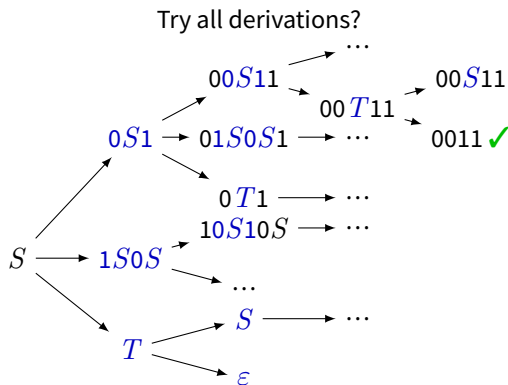 Try all derivations?
⋯
00S11
00S11
00T11
0S1
01S0S1
⋯
0011 ✓
0T1
⋯
10S10S
⋯
S
1S0S
⋯
S
⋯
T
ε